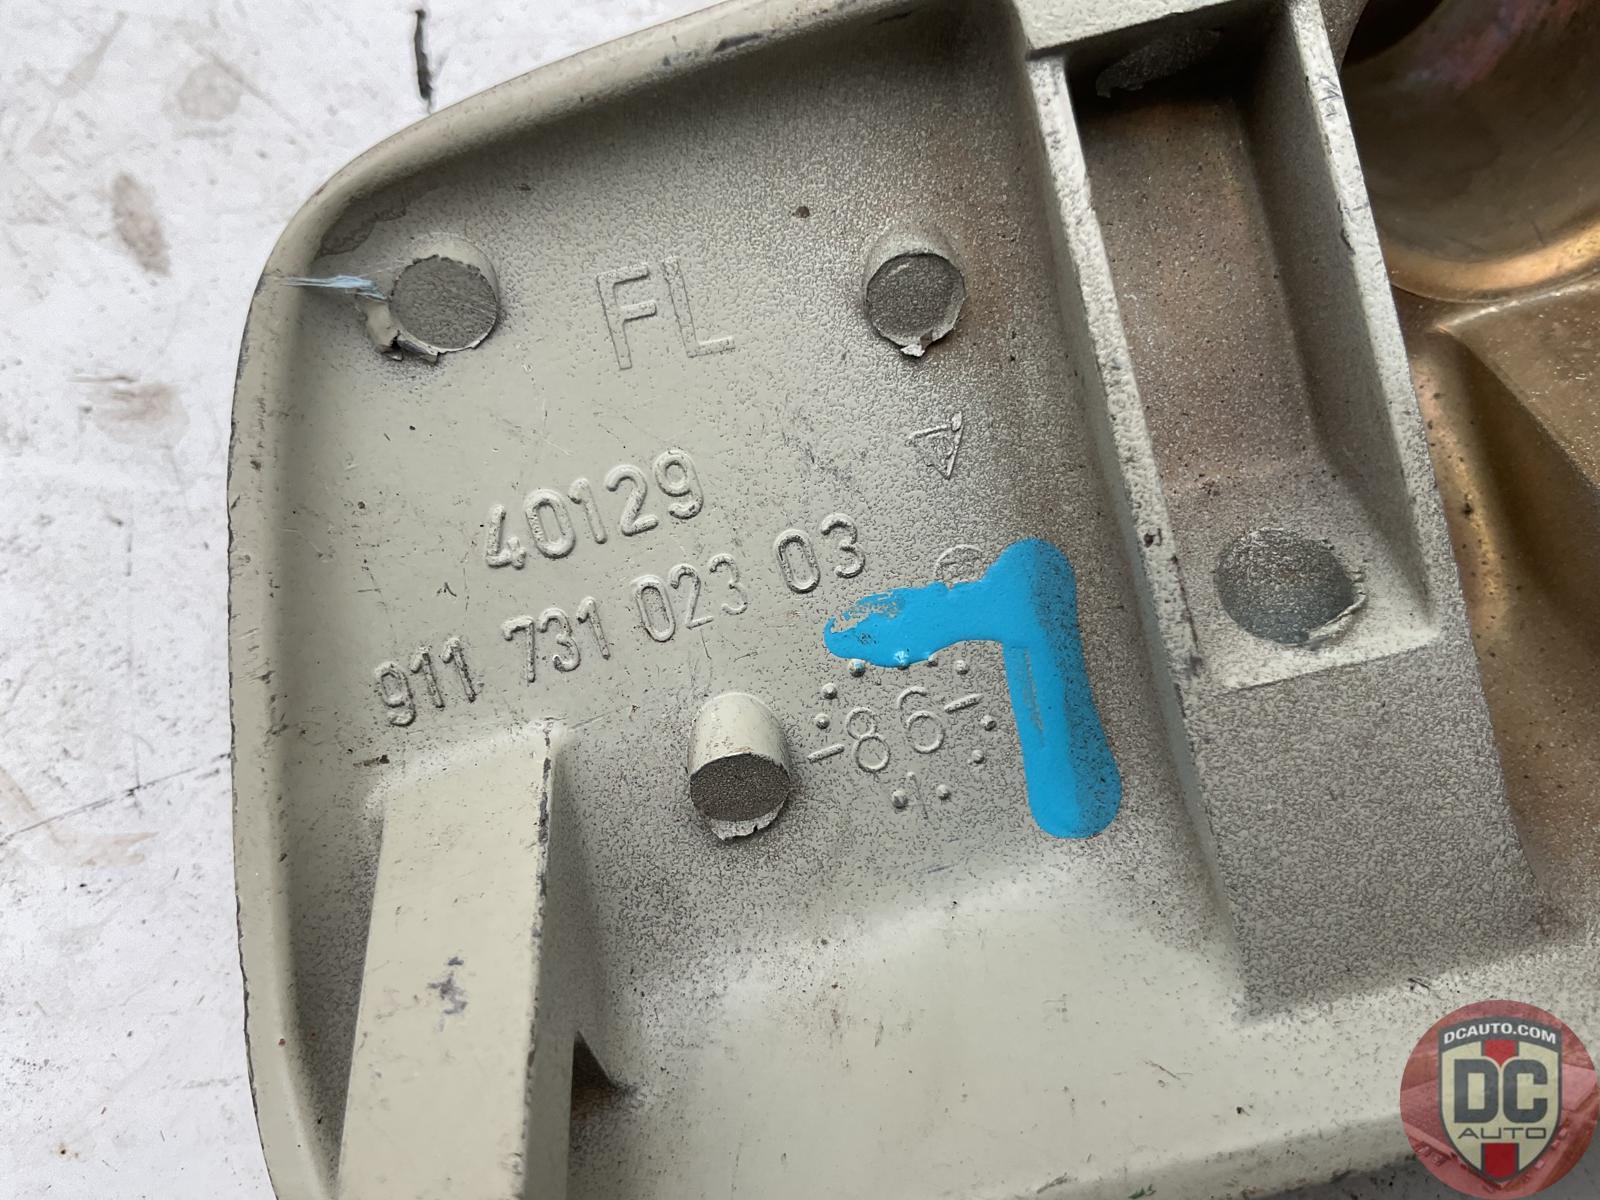 FL
40129
911 731 023 03
86
DCAUTO.COM
DC
AUTO